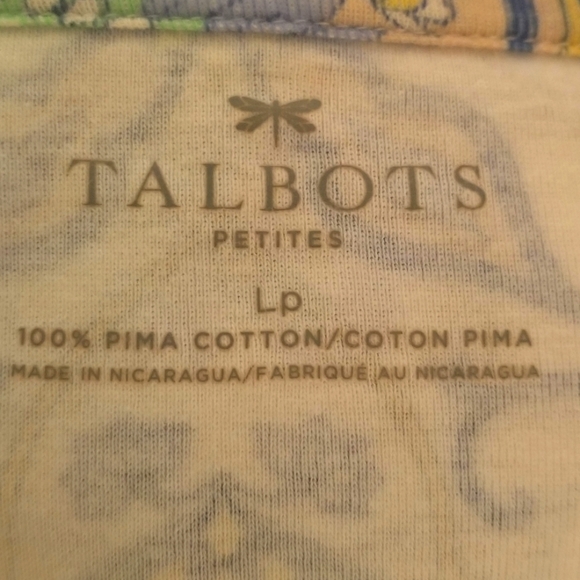 TALBOTS
PETITES
Lp
100% PIMA COTTON/COTON PIMA
MADE IN NICARAGUA/FABRIQUÉ AU NICARAGUA